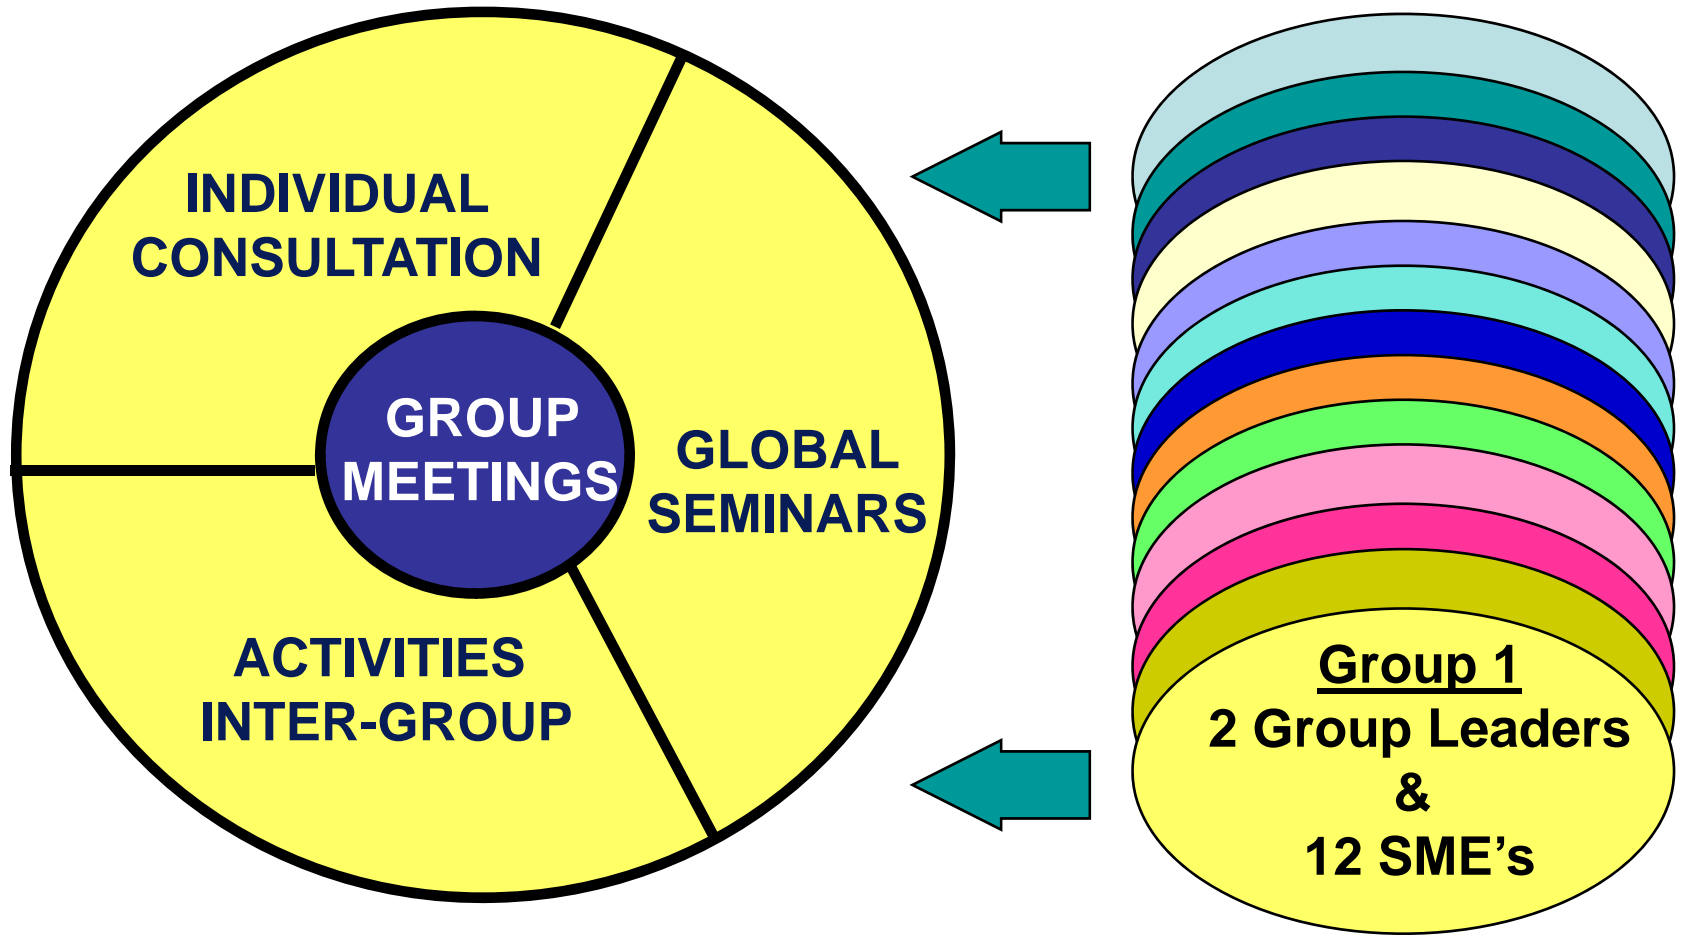 INDIVIDUAL
CONSULTATION
GROUP
MEETINGS
GLOBAL
SEMINARS
ACTIVITIES
INTER-GROUP
Group 1
2 Group Leaders
&
12 SME’s